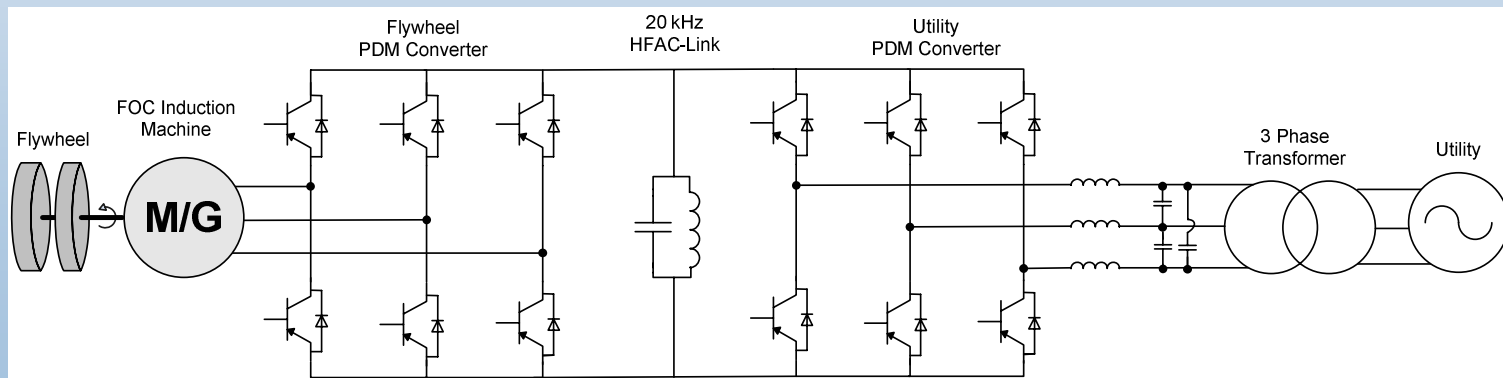 Flywheel
FOC Induction
Machine
M/G
Flywheel
PDM Converter
20 kHz
HFAC-Link
Utility
PDM Converter
3 Phase
Transformer
Utility